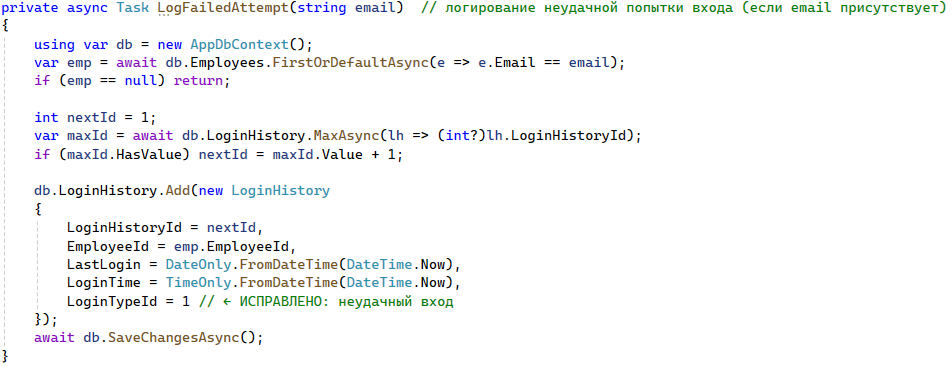 private async Task LogFailedAttempt(string email)  // логирование неудачной попытки входа (если email присутствует)
{
    using var db = new AppDbContext();
    var emp = await db.Employees.FirstOrDefaultAsync(e => e.Email == email);
    if (emp == null) return;

    int nextId = 1;
    var maxId = await db.LoginHistory.MaxAsync(lh => (int?)lh.LoginHistoryId);
    if (maxId.HasValue) nextId = maxId.Value + 1;

    db.LoginHistory.Add(new LoginHistory
    {
        LoginHistoryId = nextId,
        EmployeeId = emp.EmployeeId,
        LastLogin = DateOnly.FromDateTime(DateTime.Now),
        LoginTime = TimeOnly.FromDateTime(DateTime.Now),
        LoginTypeId = 1 // ← ИСПРАВЛЕНО: неудачный вход
    });
    await db.SaveChangesAsync();
}